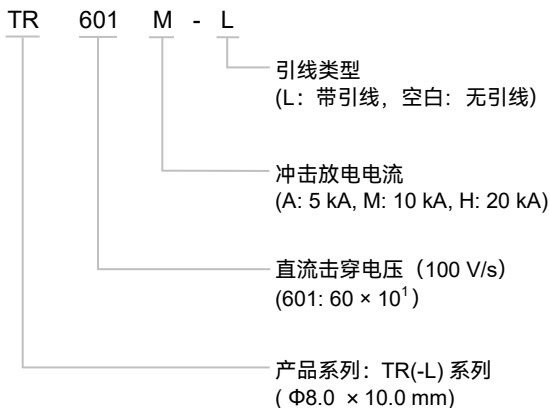 TR 601 M - L
引线类型
(L：带引线，空白：无引线)
冲击放电电流
(A: 5 kA, M: 10 kA, H: 20 kA)
直流击穿电压（100 V/s）
(601: 60 × 10¹)
产品系列：TR(-L) 系列
( Φ8.0 × 10.0 mm)